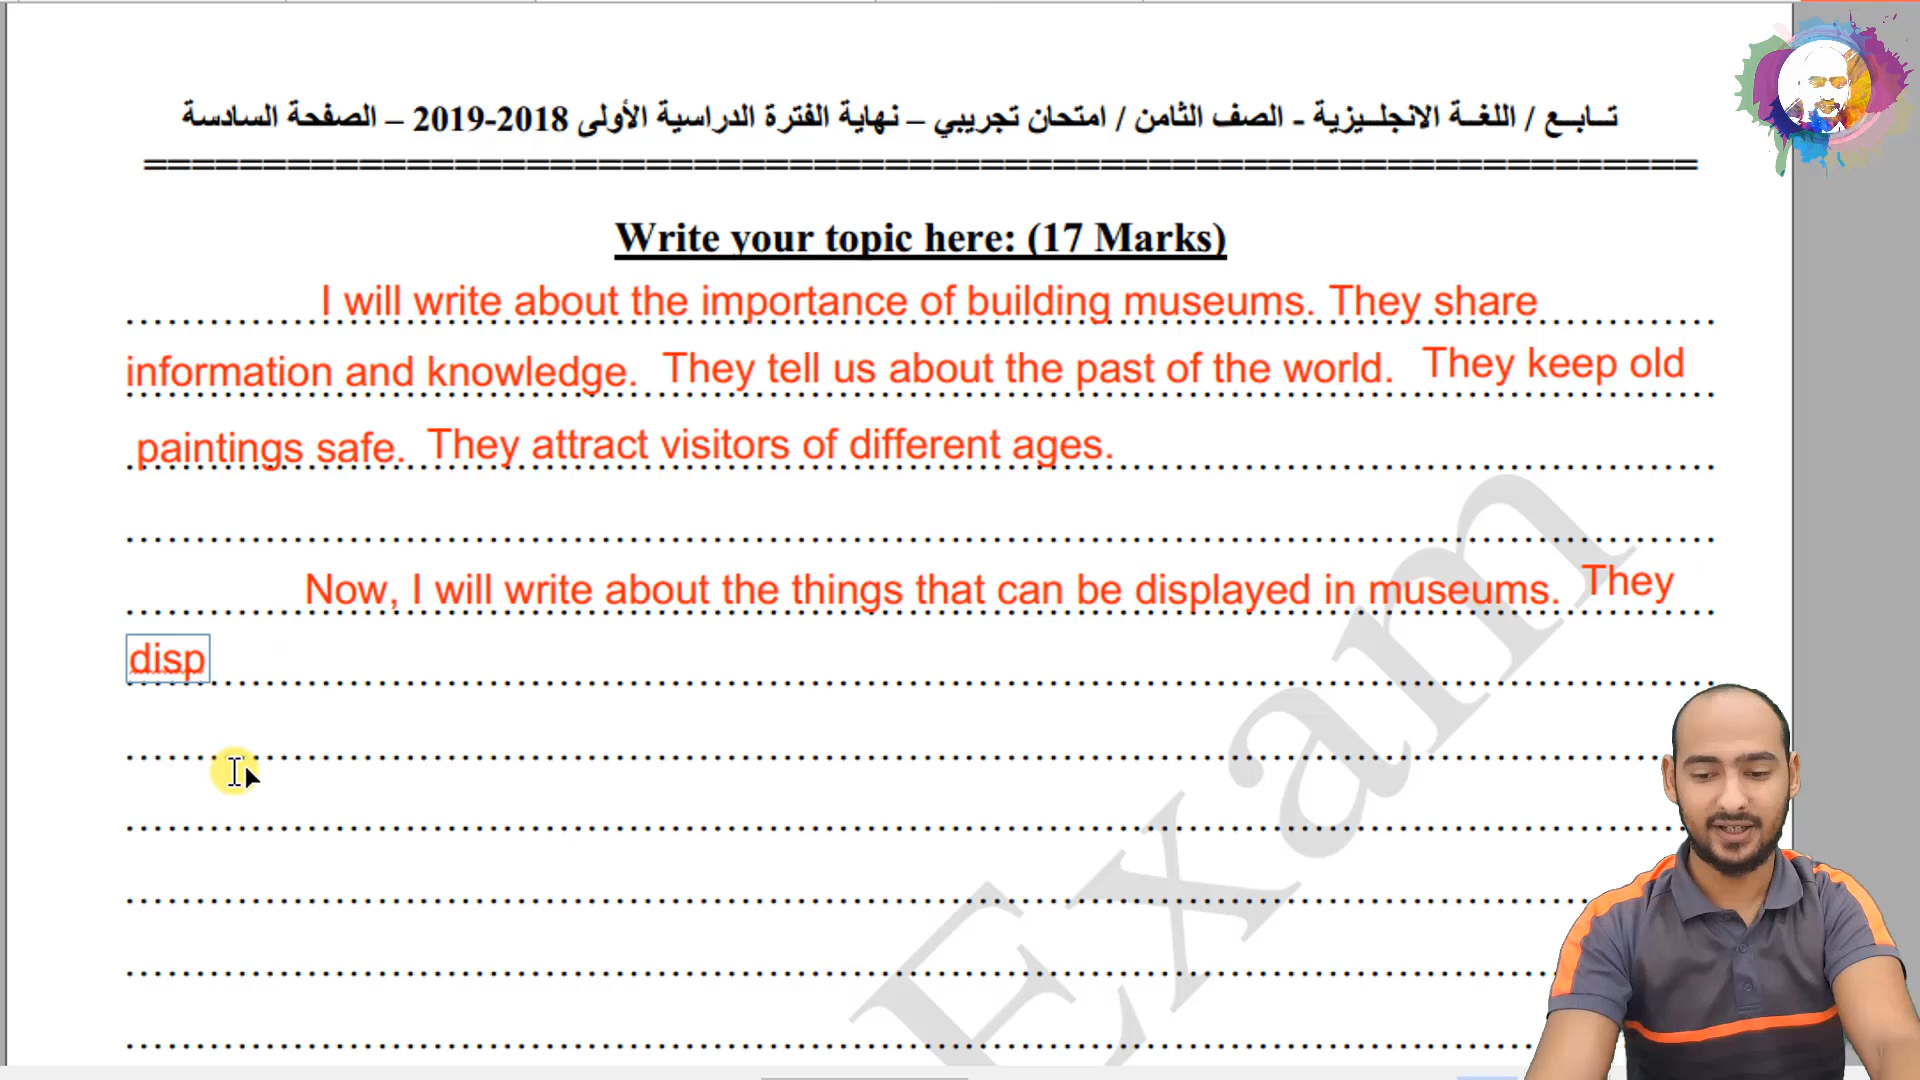 تــابــع / اللغــة الانجلــيزية - الصف الثامن / امتحان تجريبي – نهاية الفترة الدراسية الأولى 2018-2019 – الصفحة السادسة
Write your topic here: (17 Marks)
I will write about the importance of building museums. They share
information and knowledge. They tell us about the past of the world. They keep old
paintings safe. They attract visitors of different ages.
Now, I will write about the things that can be displayed in museums. They
disp
Exam